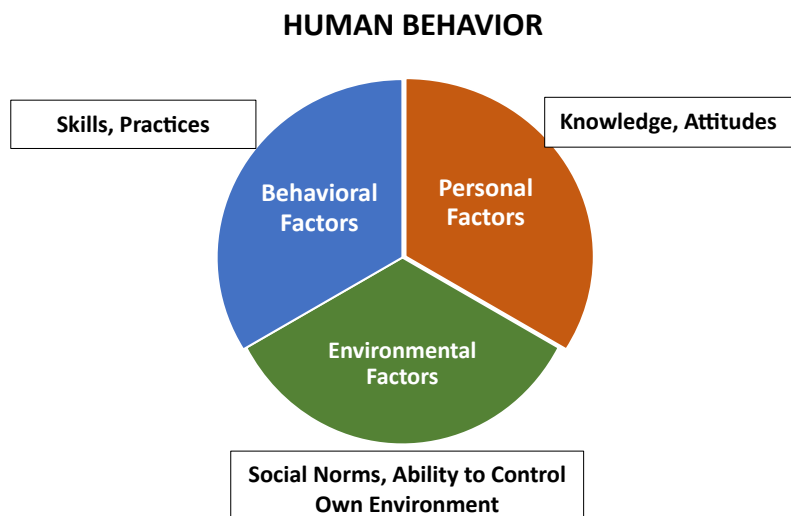 HUMAN BEHAVIOR
Skills, Practices
Knowledge, Attitudes
Behavioral
Factors
Personal
Factors
Environmental
Factors
Social Norms, Ability to Control
Own Environment